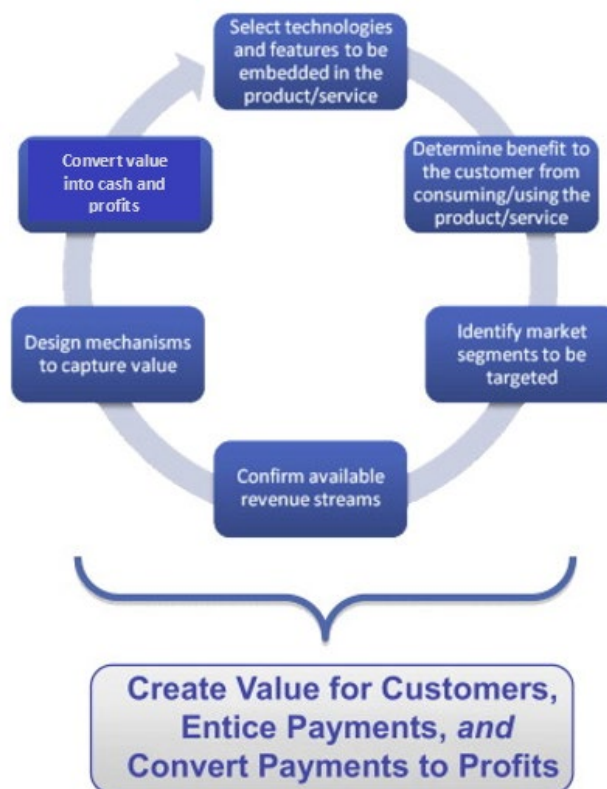 Select technologies
and features to be
embedded in the
product/service
Determine benefit to
the customer from
consuming/using the
product/service
Identify market
segments to be
targeted
Confirm available
revenue streams
Design mechanisms
to capture value
Convert value
into cash and
profits
Create Value for Customers,
Entice Payments, and
Convert Payments to Profits